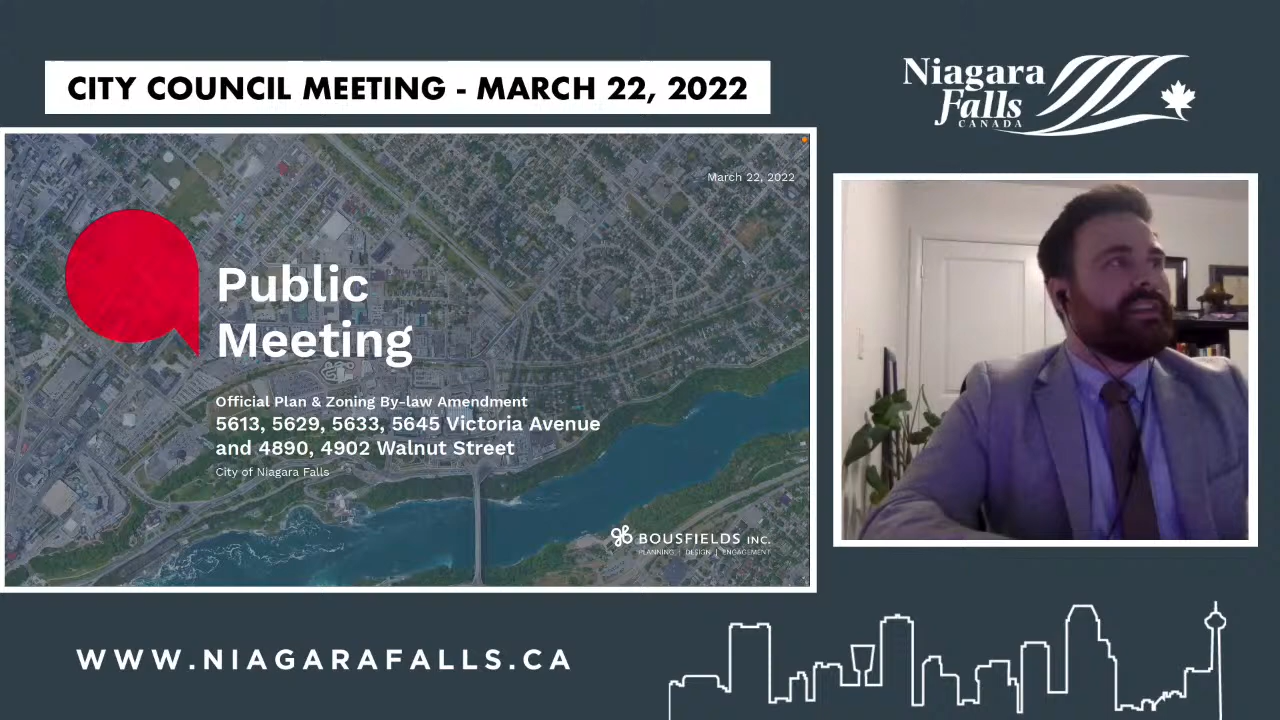 CITY COUNCIL MEETING - MARCH 22, 2022
Niagara
Falls
CANADA
March 22, 2022
Public
Meeting
Official Plan & Zoning By-law Amendment
5613, 5629, 5633, 5645 Victoria Avenue
and 4890, 4902 Walnut Street
City of Niagara Falls
BOUSFIELDS INC.
PLANNING | DESIGN | ENGAGEMENT
WWW.NIAGARAFALLS.CA